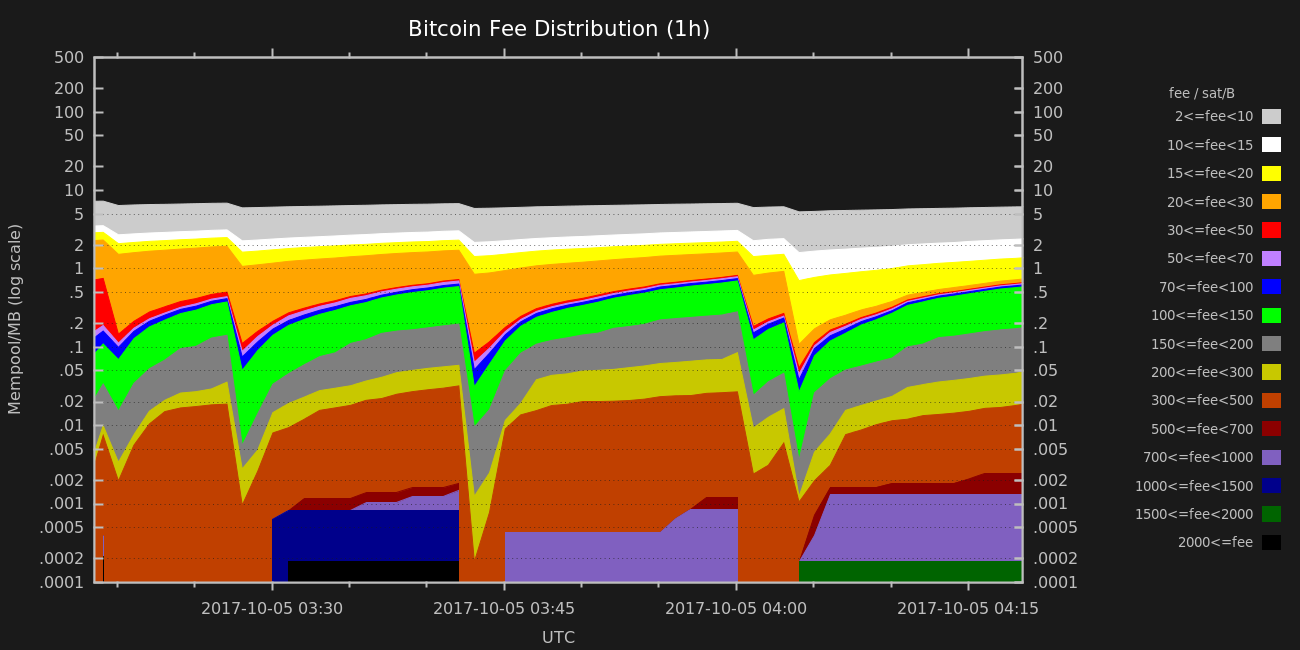 Bitcoin Fee Distribution (1h)
Mempool/MB (log scale)
500
200
100
50
20
10
5
2
1
.5
.2
.1
.05
.02
.01
.005
.002
.001
.0005
.0002
.0001
500
200
100
50
20
10
5
2
1
.5
.2
.1
.05
.02
.01
.005
.002
.001
.0005
.0002
.0001
2017-10-05 03:30 2017-10-05 03:45 2017-10-05 04:00 2017-10-05 04:15
UTC
fee / sat/B
2<=fee<10
10<=fee<15
15<=fee<20
20<=fee<30
30<=fee<50
50<=fee<70
70<=fee<100
100<=fee<150
150<=fee<200
200<=fee<300
300<=fee<500
500<=fee<700
700<=fee<1000
1000<=fee<1500
1500<=fee<2000
2000<=fee